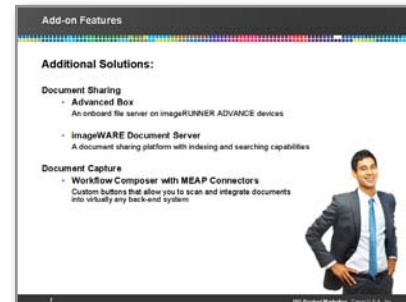 Add-on Features
Additional Solutions:
Document Sharing
• Advanced Box
An onboard file server on imageRUNNER ADVANCE devices
• imageWARE Document Server
A document sharing platform with indexing and searching capabilities
Document Capture
• Workflow Composer with MEAP Connectors
Custom buttons that allow you to scan and integrate documents
into virtually any back-end system
Product Marketing